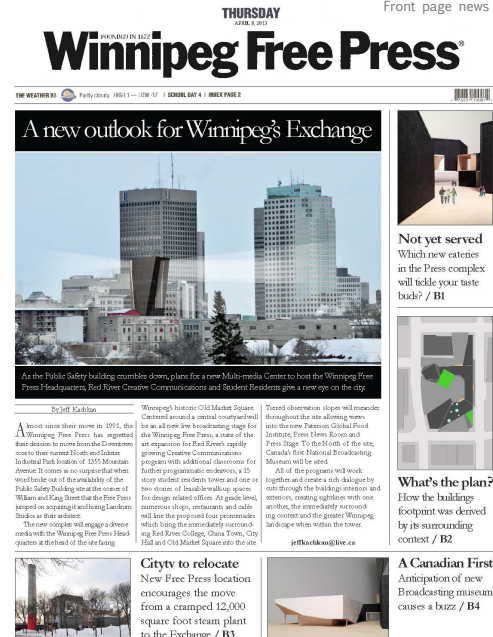 Front page news
THURSDAY
APRIL 8, 2013
FOUNDED IN 1872
Winnipeg Free Press
THE WEATHER B8 Partly cloudy. HIGH 1 — LOW -17 | SCHOOL DAY 4 | INDEX PAGE 2
A new outlook for Winnipeg's Exchange
As the Public Safety building crumbles down, plans for a new Multi-media Center to host the Winnipeg Free
Press Headquarters, Red River Creative Communications and Student Residents give a new eye on the city.
By Jeff Kachkan
Almost since their move in 1991, the
Winnipeg Free Press has regretted
their decision to move from the Downtown
core to their current North end Inkster
Industrial Park location of 1355 Mountain
Avenue. It comes as no surprise that when
word broke out of the availability of the
Public Safety Building site at the corner of
William and King Street that the Free Press
jumped on acquiring it and hiring Landrum
Studios as their architect.
The new complex will engage a diverse
media with the Winnipeg Free Press Head-
quarters at the head of the site facing
Winnipeg's historic Old Market Square.
Centered around a central courtyard will
be an all new live broadcasting stage for
the Winnipeg Free Press, a state of the
art expansion for Red River's rapidly
growing Creative Communications
program with additional classrooms for
further programmatic endeavors, a 15
story student residents tower and one or
two stories of leasable walk-up spaces
for design related offices. At grade level,
numerous shops, restaurants and cafés
will line the proposed four promenades
which bring the immediately surround-
ing Red River College, China Town, City
Hall and Old Market Square into the site.
Tiered observation slopes will meander
throughout the site allowing views
into the new Paterson Global Food
Institute, Press News Room and
Press Stage. To the North of the site,
Canada's first National Broadcasting
Museum will be sited.
All of the programs will work
together and create a rich dialogue by
cuts through the buildings interiors and
exteriors, creating sightlines with one
another, the immediately surround-
ing context and the greater Winnipeg
landscape when within the tower.
jeffkachkan@live.ca
Not yet served
Which new eateries
in the Press complex
will tickle your taste
buds? / B1
What's the plan?
How the buildings
footprint was derived
by its surrounding
context / B2
Citytv to relocate
New Free Press location
encourages the move
from a cramped 12,000
square foot steam plant
to the Exchange / B3
A Canadian First
Anticipation of new
Broadcasting museum
causes a buzz / B4